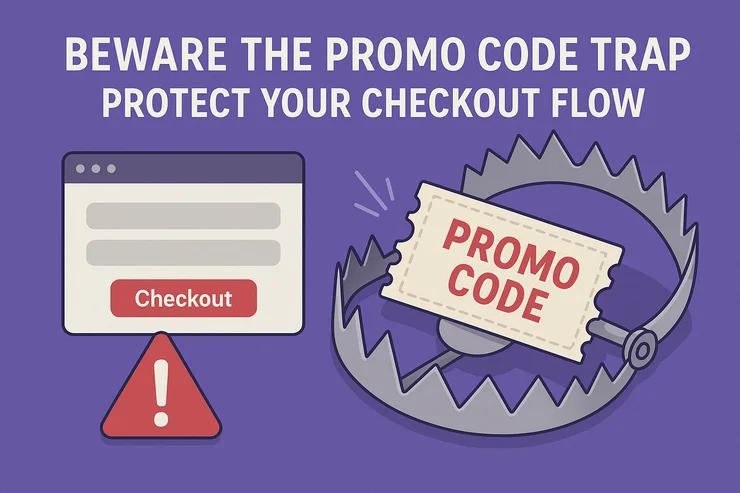 BEWARE THE PROMO CODE TRAP
PROTECT YOUR CHECKOUT FLOW
Checkout
!
PROMO
CODE